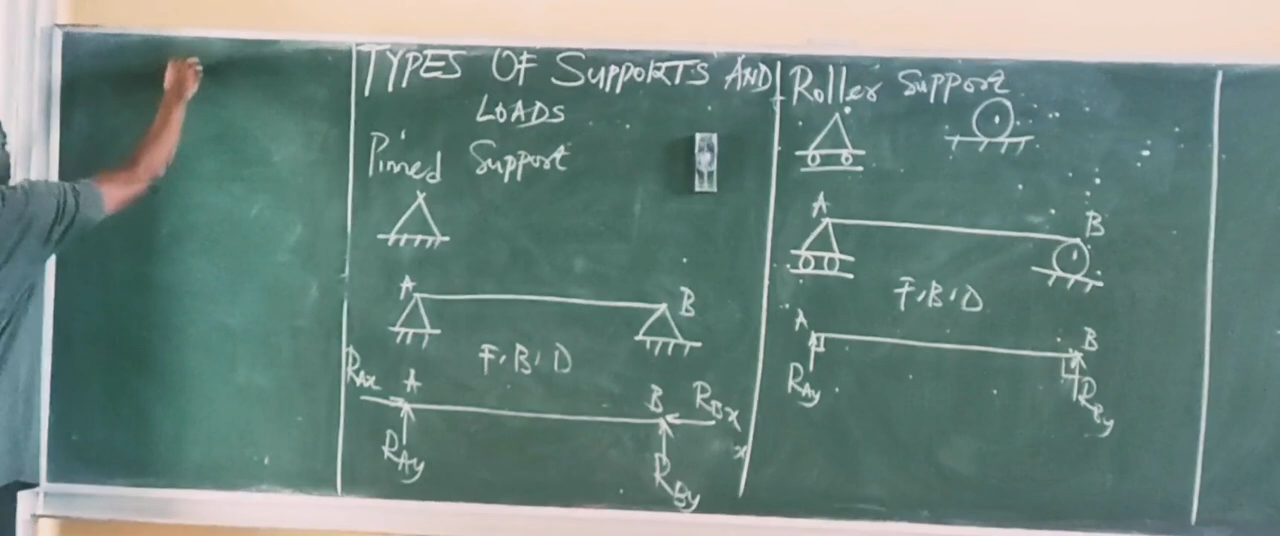 TYPES OF SUPPORTS AND
LOADS
Pinned Support
A B
F.B.D
RAx A B RBx
RAy RBy
Roller Support
A B
F.B.D
A B
RAy RBy